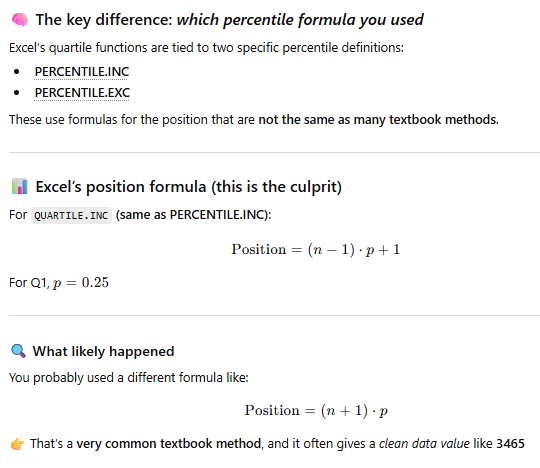 🧠 The key difference: which percentile formula you used
Excel’s quartile functions are tied to two specific percentile definitions:
• PERCENTILE.INC
• PERCENTILE.EXC
These use formulas for the position that are not the same as many textbook methods.
📊 Excel’s position formula (this is the culprit)
For QUARTILE.INC (same as PERCENTILE.INC):
Position = (n − 1) · p + 1
For Q1, p = 0.25
🔍 What likely happened
You probably used a different formula like:
Position = (n + 1) · p
👉 That’s a very common textbook method, and it often gives a clean data value like 3465